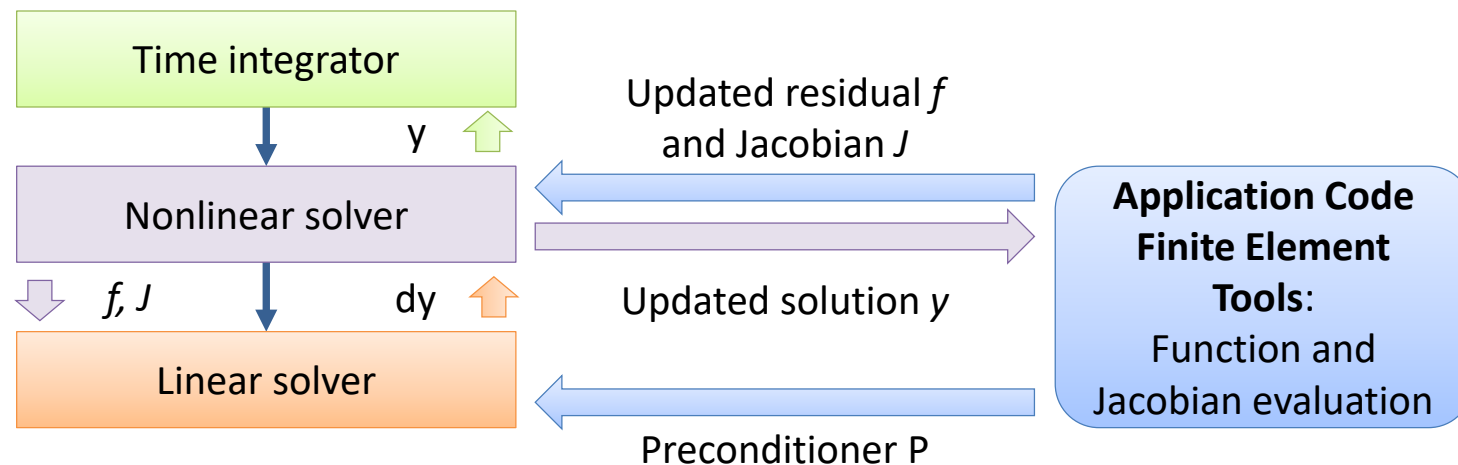 Time integrator
y
Nonlinear solver
f, J
dy
Linear solver
Updated residual f
and Jacobian J
Updated solution y
Preconditioner P
Application Code
Finite Element
Tools:
Function and
Jacobian evaluation